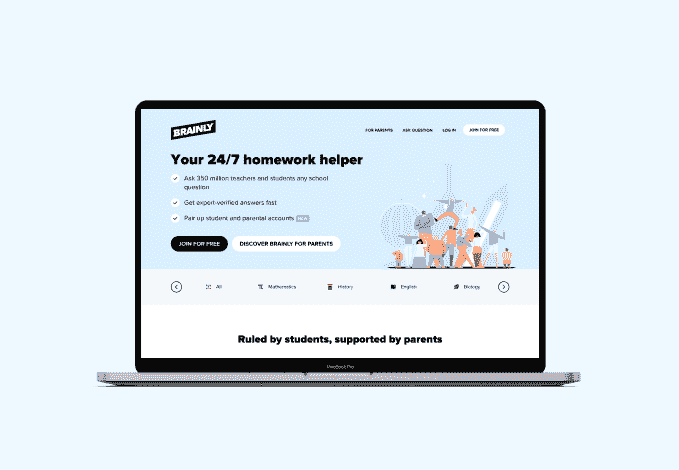 BRAINLY
FOR PARENTS
ASK QUESTION
LOG IN
JOIN FOR FREE
Your 24/7 homework helper
Ask 350 million teachers and students any school
question
Get expert-verified answers fast
Pair up student and parental accounts NEW
JOIN FOR FREE
DISCOVER BRAINLY FOR PARENTS
All
Mathematics
History
English
Biology
Ruled by students, supported by parents